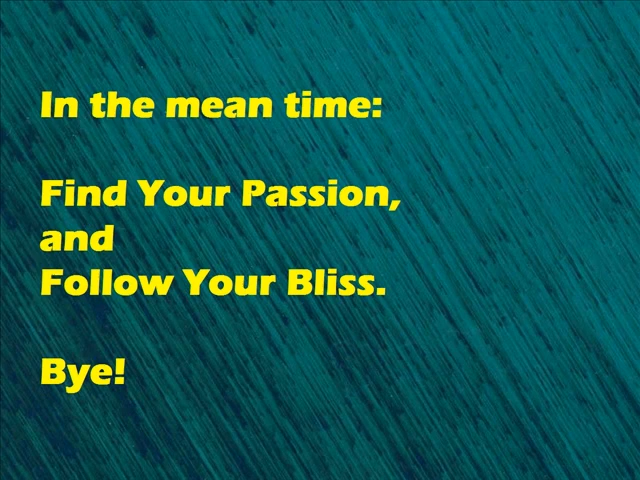 In the mean time:
Find Your Passion,
and
Follow Your Bliss.
Bye!